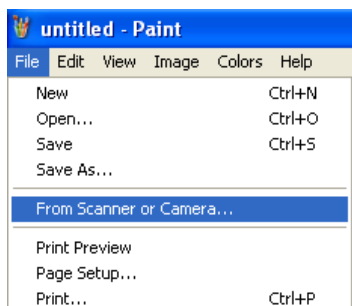 untitled - Paint
File Edit View Image Colors Help
New Ctrl+N
Open... Ctrl+O
Save Ctrl+S
Save As...
From Scanner or Camera...
Print Preview
Page Setup...
Print... Ctrl+P